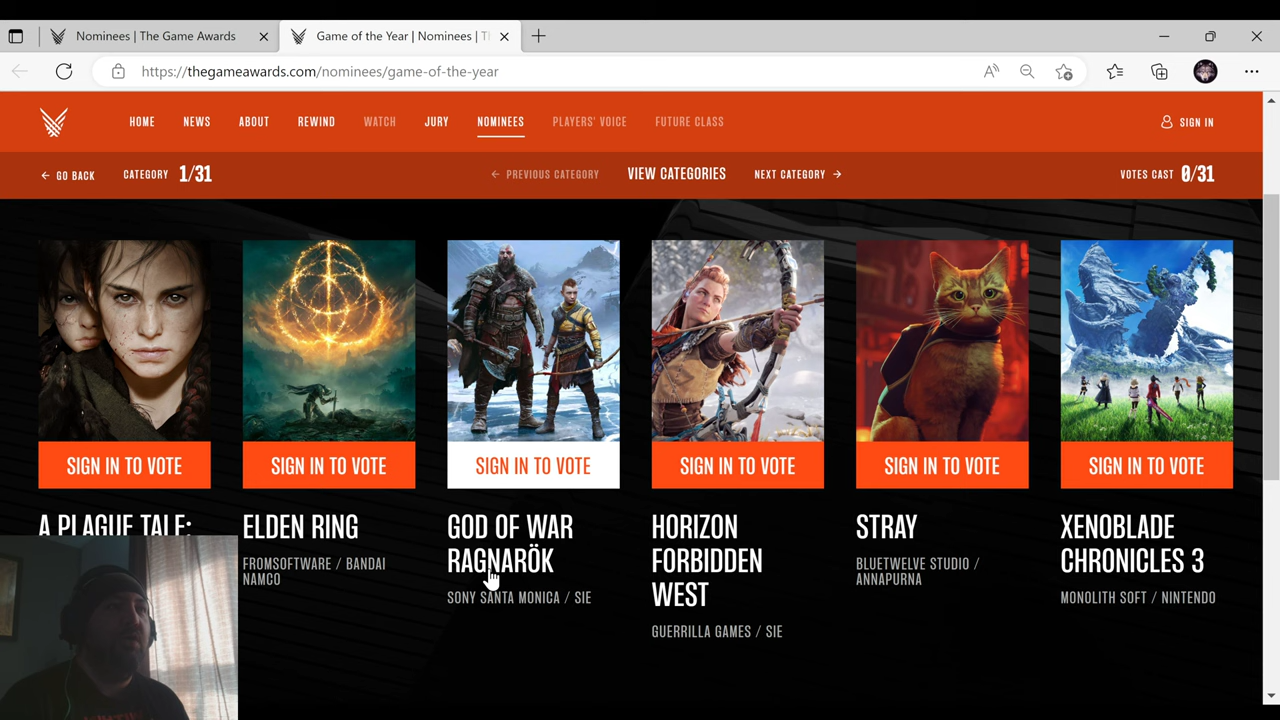 Nominees | The Game Awards
Game of the Year | Nominees | T
https://thegameawards.com/nominees/game-of-the-year
HOME NEWS ABOUT REWIND WATCH JURY NOMINEES PLAYERS' VOICE FUTURE CLASS SIGN IN
← GO BACK CATEGORY 1/31 ← PREVIOUS CATEGORY VIEW CATEGORIES NEXT CATEGORY → VOTES CAST 0/31
SIGN IN TO VOTE SIGN IN TO VOTE SIGN IN TO VOTE SIGN IN TO VOTE SIGN IN TO VOTE SIGN IN TO VOTE
A PLAGUE TALE:
ELDEN RING
FROMSOFTWARE / BANDAI
NAMCO
GOD OF WAR
RAGNARÖK
SONY SANTA MONICA / SIE
HORIZON
FORBIDDEN
WEST
GUERRILLA GAMES / SIE
STRAY
BLUETWELVE STUDIO /
ANNAPURNA
XENOBLADE
CHRONICLES 3
MONOLITH SOFT / NINTENDO